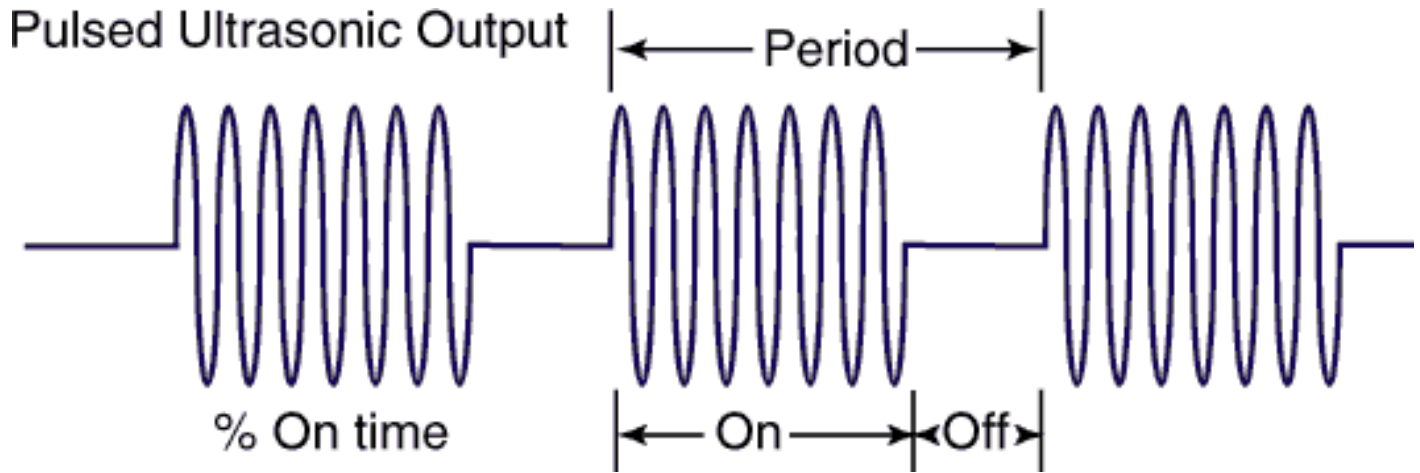 Pulsed Ultrasonic Output
Period
% On time
On
Off